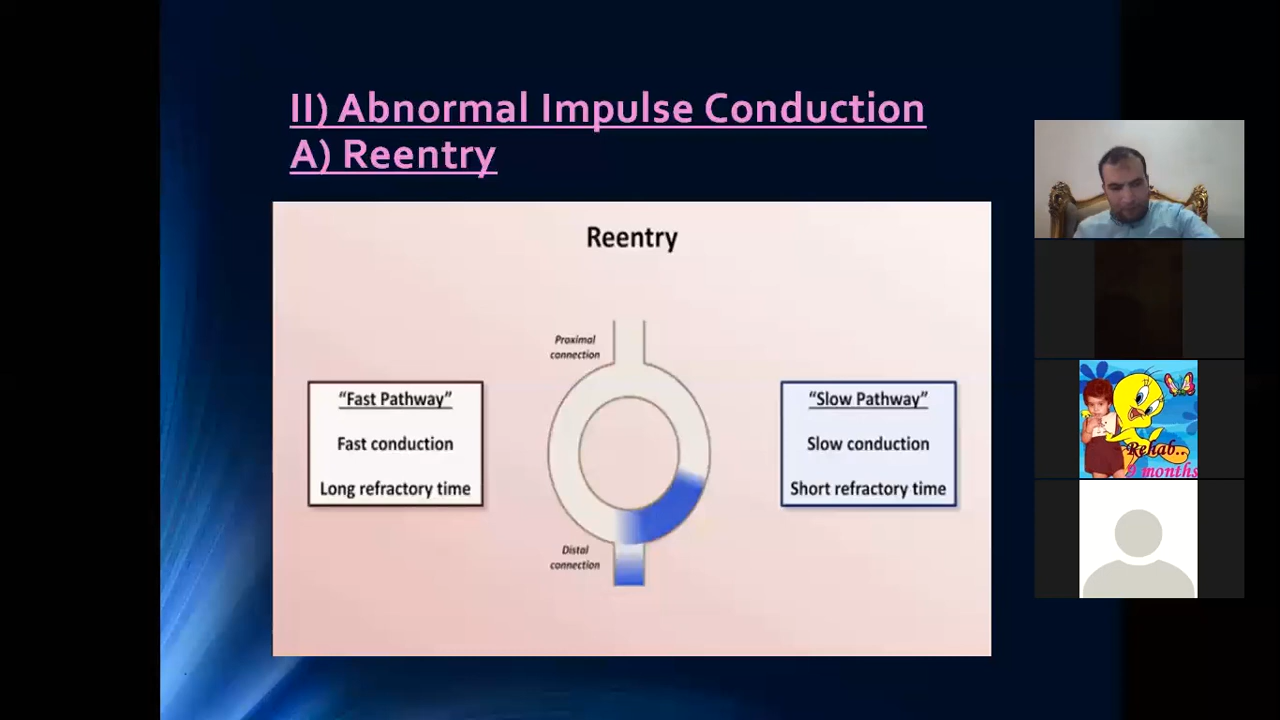 II) Abnormal Impulse Conduction
A) Reentry
Reentry
Proximal
connection
"Fast Pathway"
Fast conduction
Long refractory time
"Slow Pathway"
Slow conduction
Short refractory time
Distal
connection
Rehab..
9 months